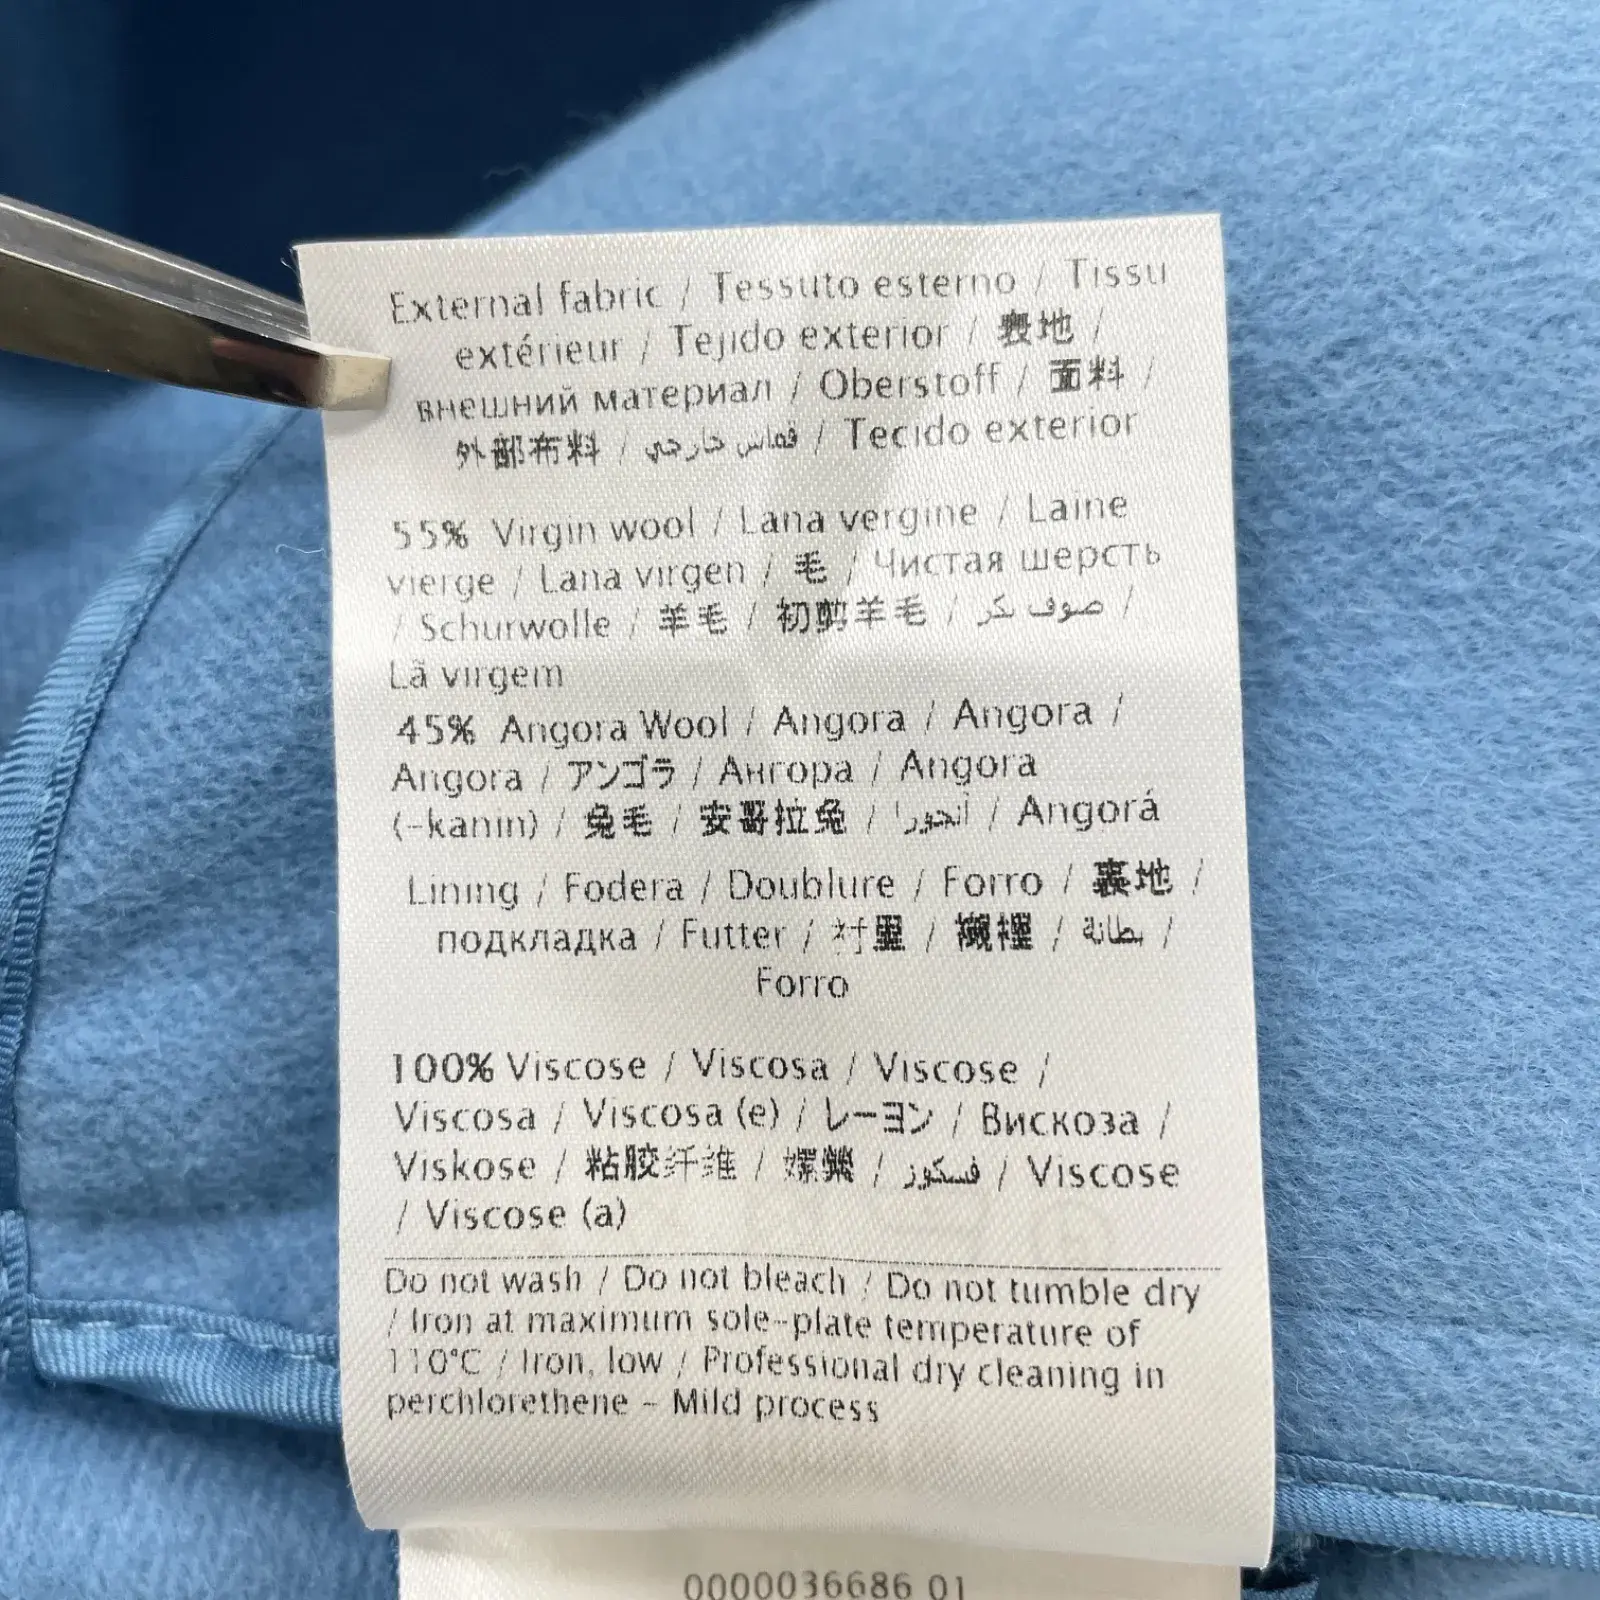 External fabric / Tessuto esterno / Tissu
extérieur / Tejido exterior / 表地 /
внешний материал / Oberstoff / 面料 /
外部布料 / قماش خارجي / Tecido exterior
55% Virgin wool / Lana vergine / Laine
vierge / Lana virgen / 毛 / Чистая шерсть
/ Schurwolle / 羊毛 / 初剪羊毛 / صوف بكر /
Lã virgem
45% Angora Wool / Angora / Angora /
Angora / アンゴラ / Ангора / Angora
(-kanin) / 兔毛 / 安哥拉兔 / أنجورا / Angorá
Lining / Fodera / Doublure / Forro / 裏地 /
подкладка / Futter / 衬里 / 襯裡 / بطانة /
Forro
100% Viscose / Viscosa / Viscose /
Viscosa / Viscosa (e) / レーヨン / Вискоза /
Viskose / 粘胶纤维 / 嫘縈 / فسكوز / Viscose
/ Viscose (a)
Do not wash / Do not bleach / Do not tumble dry
/ Iron at maximum sole-plate temperature of
110°C / Iron, low / Professional dry cleaning in
perchlorethene - Mild process
0000036686 01